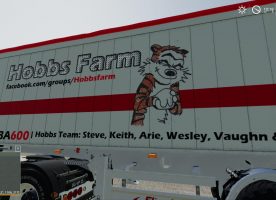 Hobbs Farm
facebook.com/groups/Hobbsfarm
BA600 | Hobbs Team: Steve, Keith, Arie, Wesley, Vaughn &